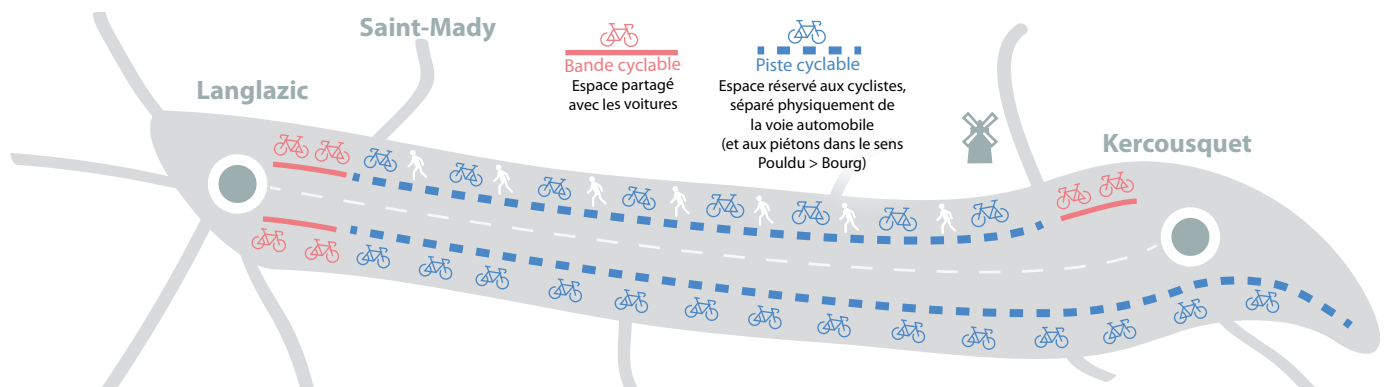 Saint-Mady
Langlazic
Bande cyclable
Espace partagé
avec les voitures
Piste cyclable
Espace réservé aux cyclistes,
séparé physiquement de
la voie automobile
(et aux piétons dans le sens
Pouldu > Bourg)
Kercousquet